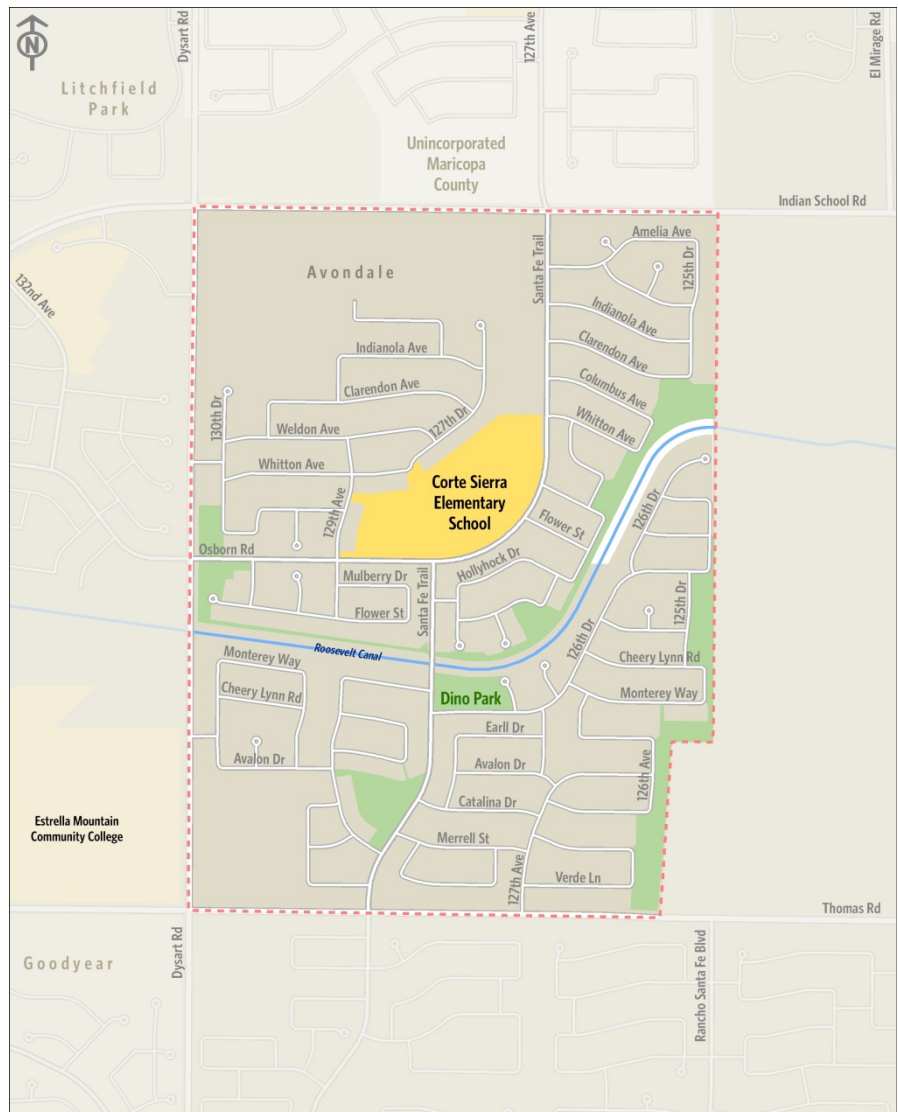 N
Dysart Rd
127th Ave
El Mirage Rd
Litchfield
Park
Unincorporated
Maricopa
County
Indian School Rd
Avondale
Santa Fe Trail
Amelia Ave
125th Dr
132nd Ave
Indianola Ave
Indianola Ave
Clarendon Ave
Clarendon Ave
Columbus Ave
130th Dr
127th Dr
Weldon Ave
Whitton Ave
Whitton Ave
Corte Sierra
Elementary
School
129th Ave
126th Dr
Flower St
Osborn Rd
Hollyhock Dr
Mulberry Dr
Santa Fe Trail
125th Dr
Flower St
126th Dr
Roosevelt Canal
Monterey Way
Cheery Lynn Rd
Cheery Lynn Rd
Dino Park
Monterey Way
Earll Dr
Avalon Dr
Avalon Dr
126th Ave
Catalina Dr
Estrella Mountain
Community College
Merrell St
127th Ave
Verde Ln
Thomas Rd
Goodyear
Dysart Rd
Rancho Santa Fe Blvd